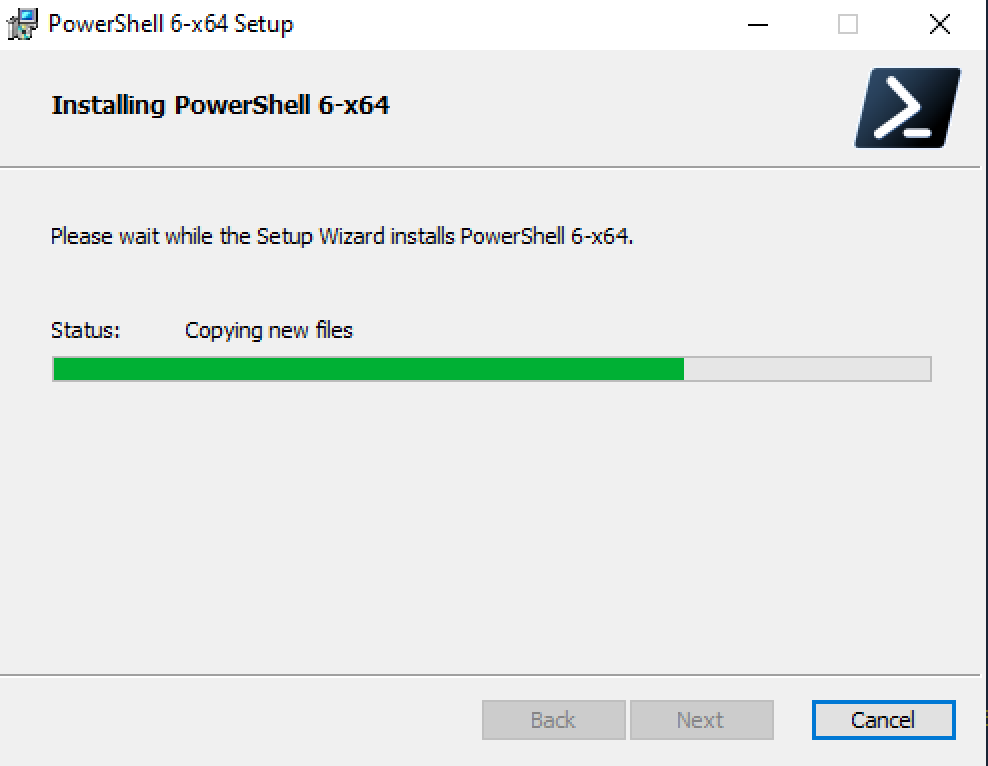 PowerShell 6-x64 Setup
Installing PowerShell 6-x64
Please wait while the Setup Wizard installs PowerShell 6-x64.
Status: Copying new files
Back Next Cancel